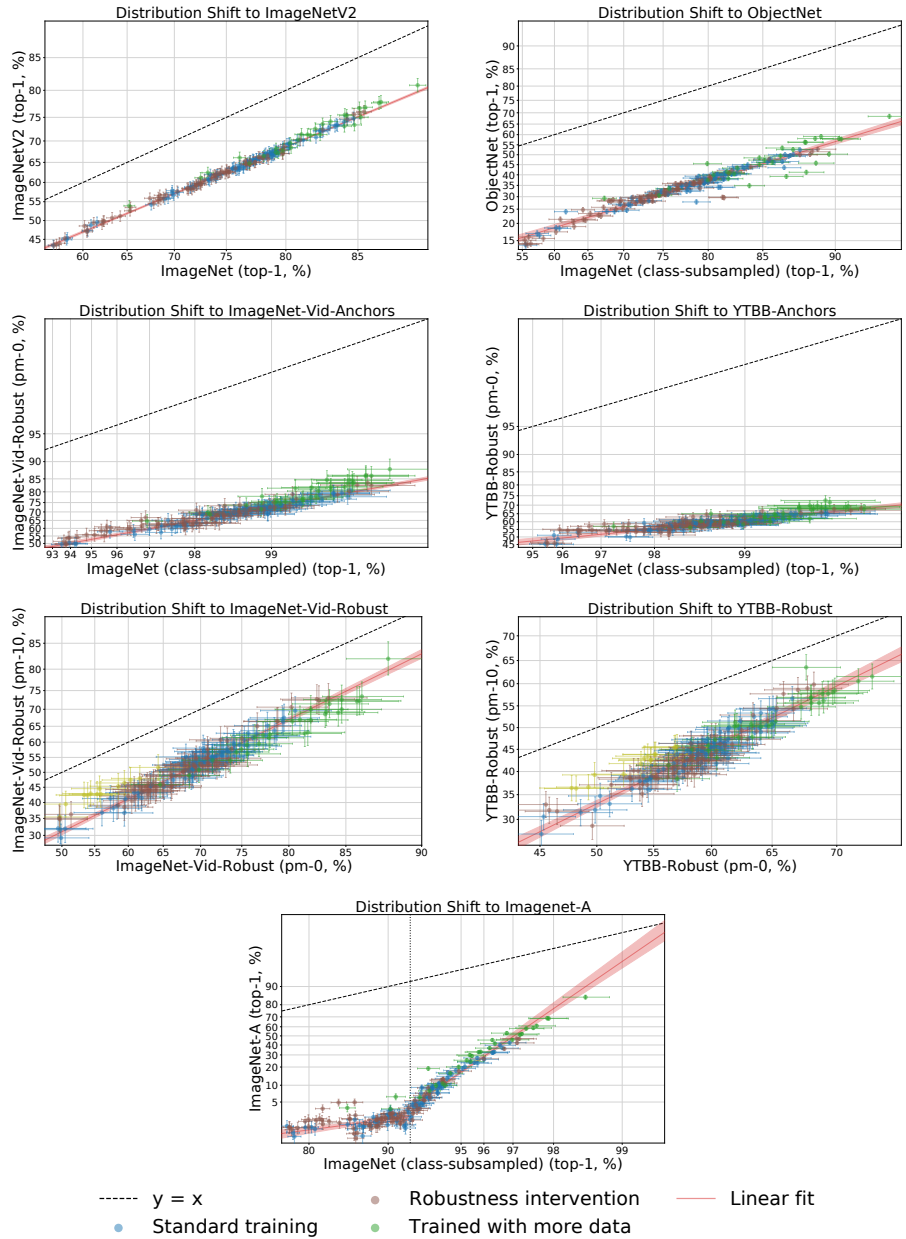 Distribution Shift to ImageNetV2
ImageNetV2 (top-1, %)
85
80
75
70
65
60
55
50
45
60 65 70 75 80 85
ImageNet (top-1, %)
Distribution Shift to ObjectNet
ObjectNet (top-1, %)
90
85
80
75
70
65
60
55
50
45
40
35
30
25
20
15
55 60 65 70 75 80 85 90
ImageNet (class-subsampled) (top-1, %)
Distribution Shift to ImageNet-Vid-Anchors
ImageNet-Vid-Robust (pm-0, %)
95
90
85
80
75
70
65
60
55
50
93 94 95 96 97 98 99
ImageNet (class-subsampled) (top-1, %)
Distribution Shift to YTBB-Anchors
YTBB-Robust (pm-0, %)
95
90
85
80
75
70
65
60
55
50
45
95 96 97 98 99
ImageNet (class-subsampled) (top-1, %)
Distribution Shift to ImageNet-Vid-Robust
ImageNet-Vid-Robust (pm-10, %)
85
80
75
70
65
60
55
50
45
40
35
30
50 55 60 65 70 75 80 85 90
ImageNet-Vid-Robust (pm-0, %)
Distribution Shift to YTBB-Robust
YTBB-Robust (pm-10, %)
70
65
60
55
50
45
40
35
30
45 50 55 60 65 70
YTBB-Robust (pm-0, %)
Distribution Shift to Imagenet-A
ImageNet-A (top-1, %)
90
80
70
60
50
40
30
20
10
5
80 90 95 96 97 98 99
ImageNet (class-subsampled) (top-1, %)
y = x Robustness intervention Linear fit
Standard training Trained with more data